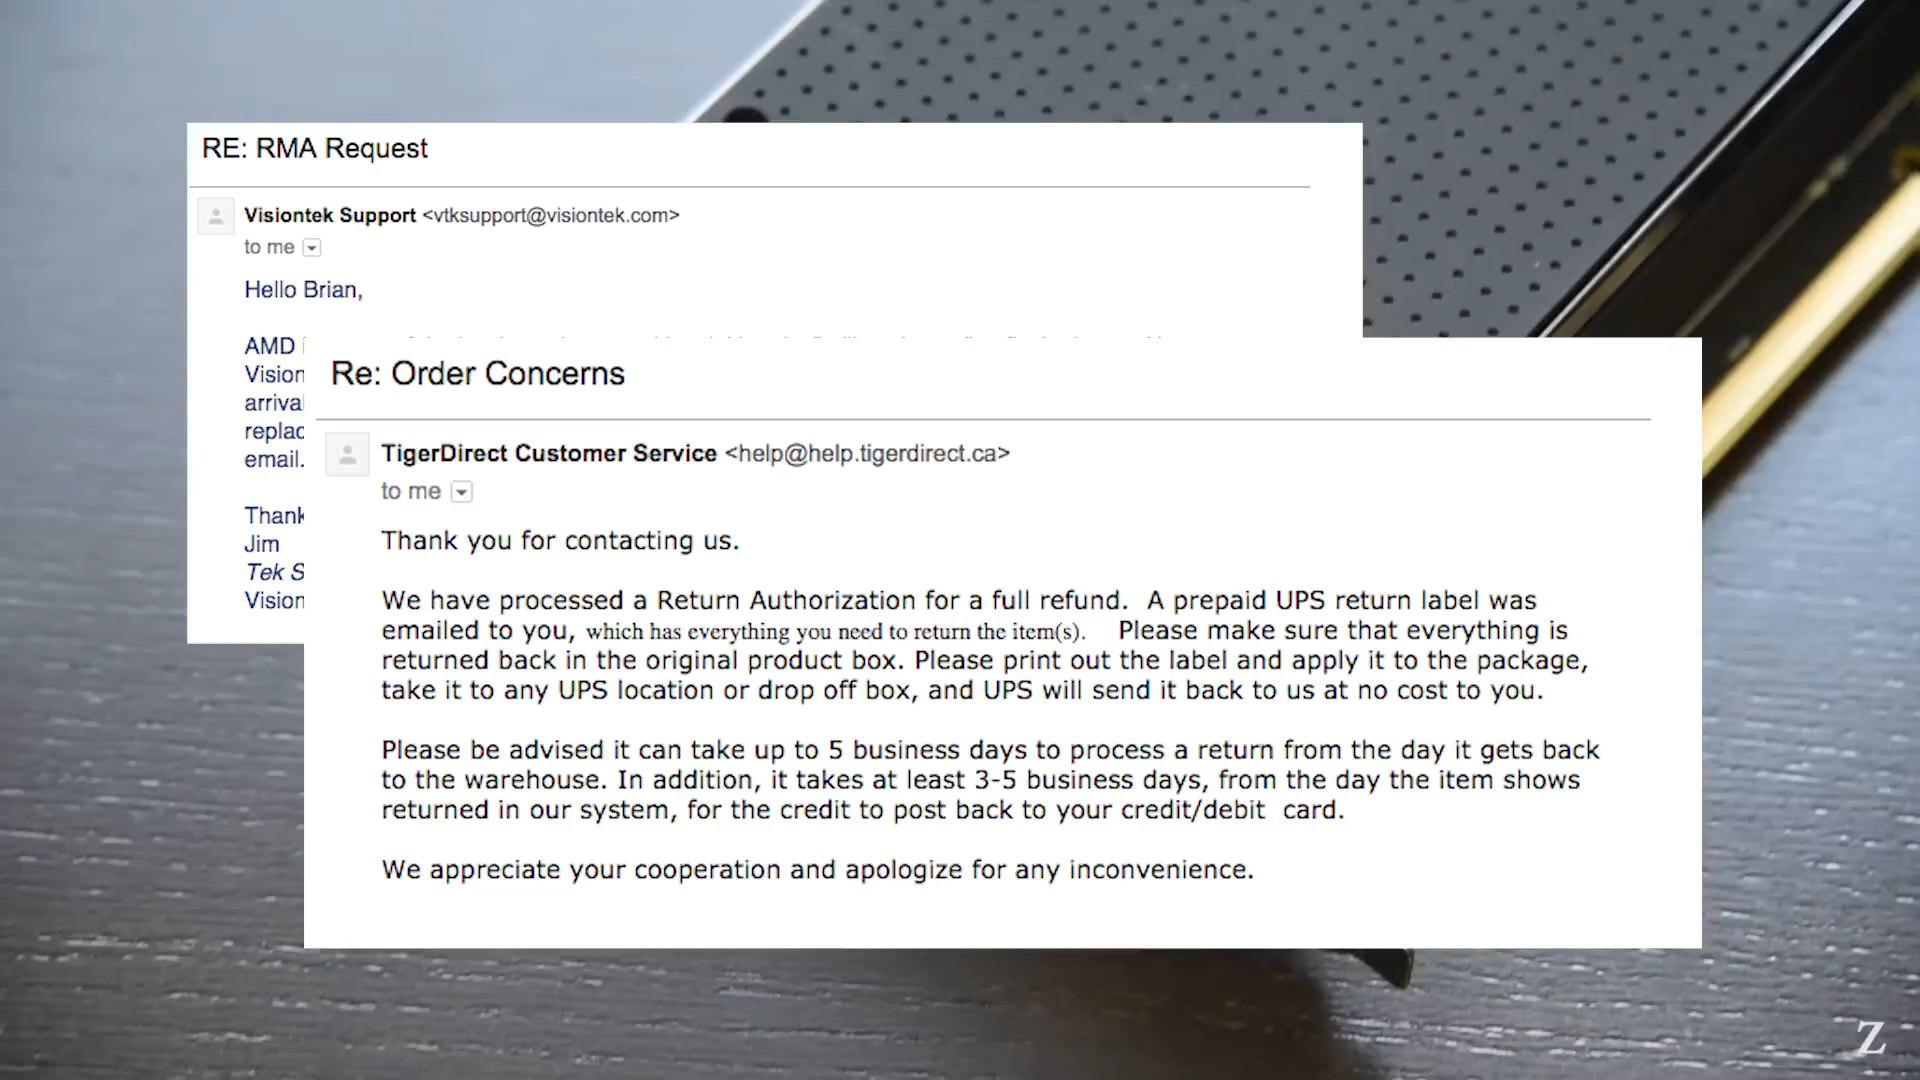 RE: RMA Request
Visiontek Support <vtksupport@visiontek.com>
to me
Hello Brian,
AMD
Vision
arrival
replac
email.
Thank
Jim
Tek S
Vision
Re: Order Concerns
TigerDirect Customer Service <help@help.tigerdirect.ca>
to me
Thank you for contacting us.
We have processed a Return Authorization for a full refund.  A prepaid UPS return label was
emailed to you, which has everything you need to return the item(s).    Please make sure that everything is
returned back in the original product box. Please print out the label and apply it to the package,
take it to any UPS location or drop off box, and UPS will send it back to us at no cost to you.
Please be advised it can take up to 5 business days to process a return from the day it gets back
to the warehouse. In addition, it takes at least 3-5 business days, from the day the item shows
returned in our system, for the credit to post back to your credit/debit  card.
We appreciate your cooperation and apologize for any inconvenience.
Z